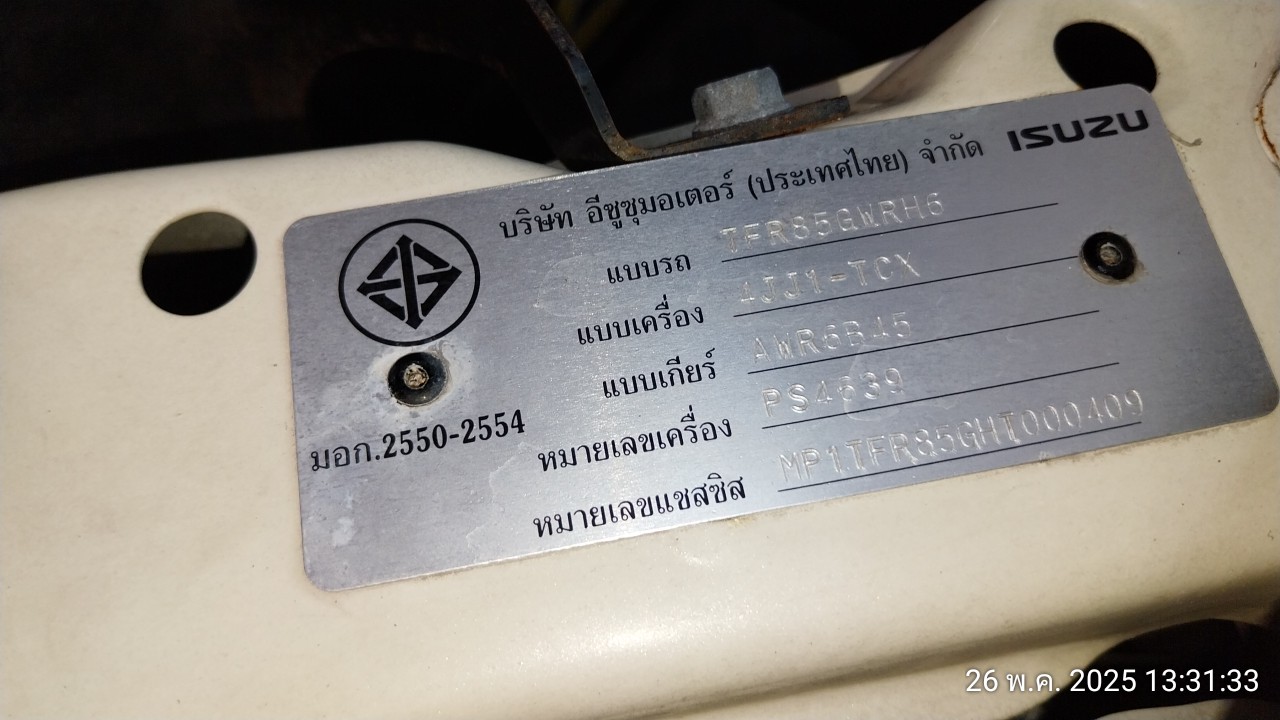 บริษัท อีซูซุมอเตอร์ (ประเทศไทย) จำกัด ISUZU
แบบรถ TFR85GWRH6
แบบเครื่อง 4JJ1-TCX
แบบเกียร์ AWR6B45
หมายเลขเครื่อง PS4639
หมายเลขแชสซิส MP1TFR85GHT000409
มอก.2550-2554
26 พ.ค. 2025 13:31:33